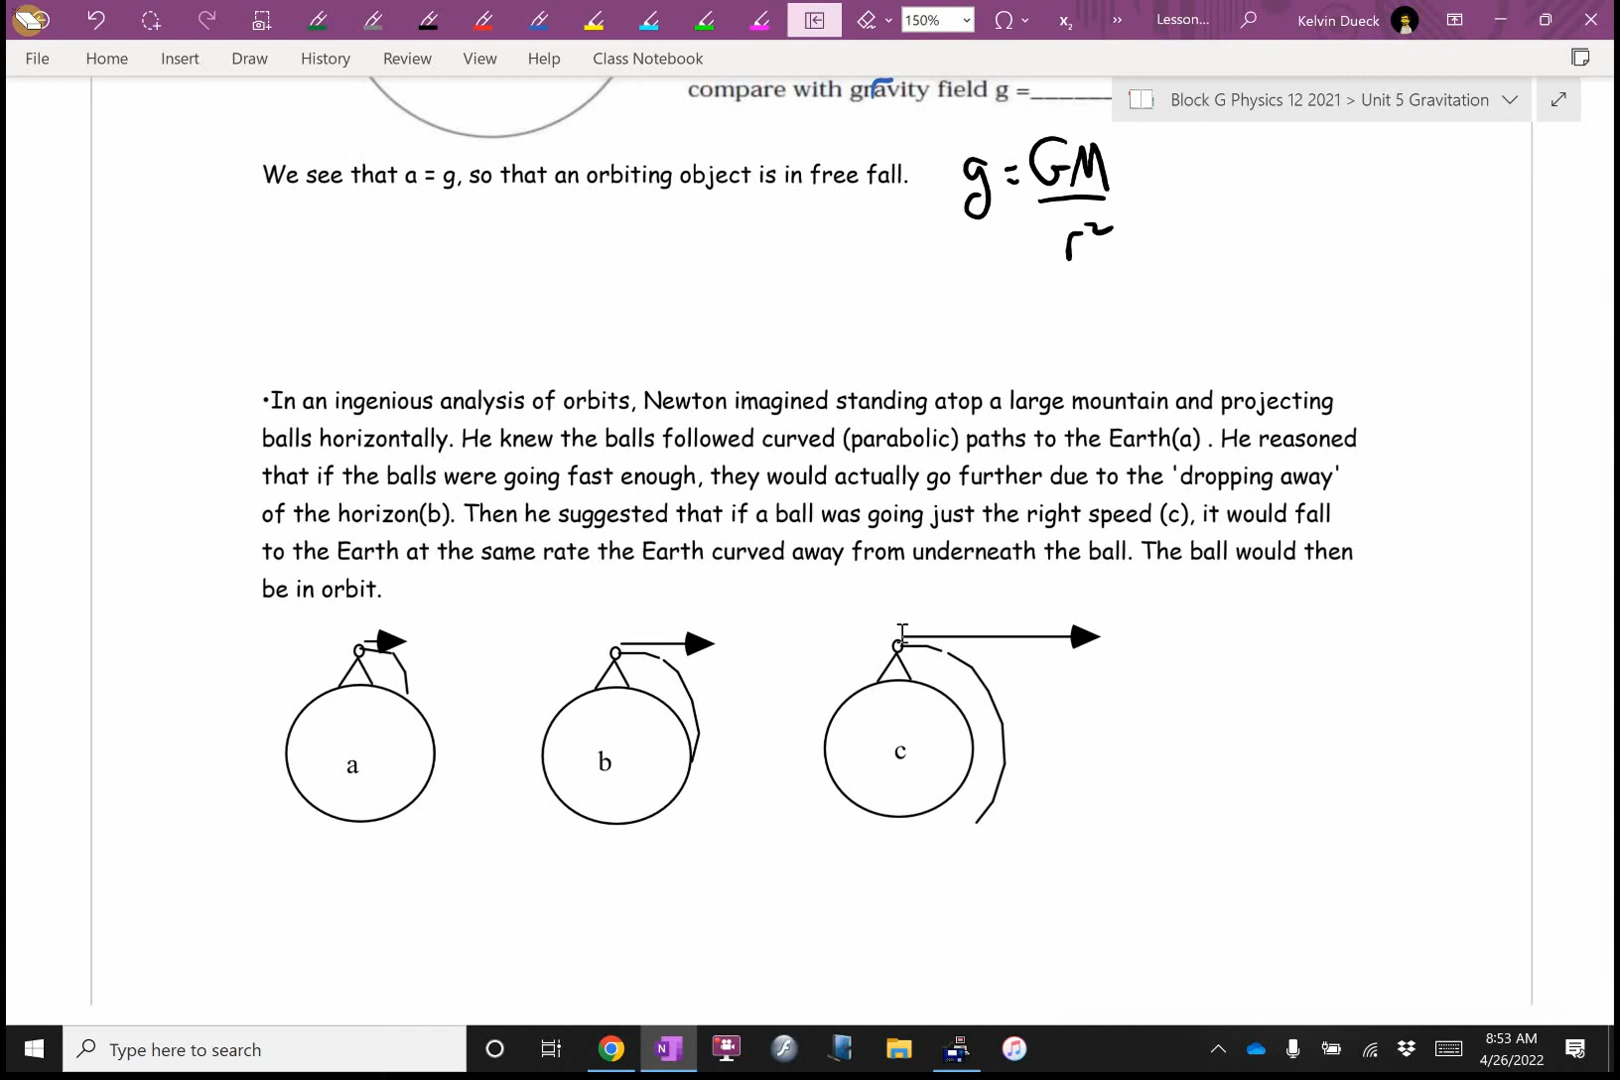 150%
Ω
x₂
Lesson...
Kelvin Dueck
File Home Insert Draw History Review View Help Class Notebook
compare with gravity field g =______
Block G Physics 12 2021 > Unit 5 Gravitation
We see that a = g, so that an orbiting object is in free fall.
g = GM
r²
•In an ingenious analysis of orbits, Newton imagined standing atop a large mountain and projecting
balls horizontally. He knew the balls followed curved (parabolic) paths to the Earth(a) . He reasoned
that if the balls were going fast enough, they would actually go further due to the 'dropping away'
of the horizon(b). Then he suggested that if a ball was going just the right speed (c), it would fall
to the Earth at the same rate the Earth curved away from underneath the ball. The ball would then
be in orbit.
a b c
Type here to search
8:53 AM
4/26/2022